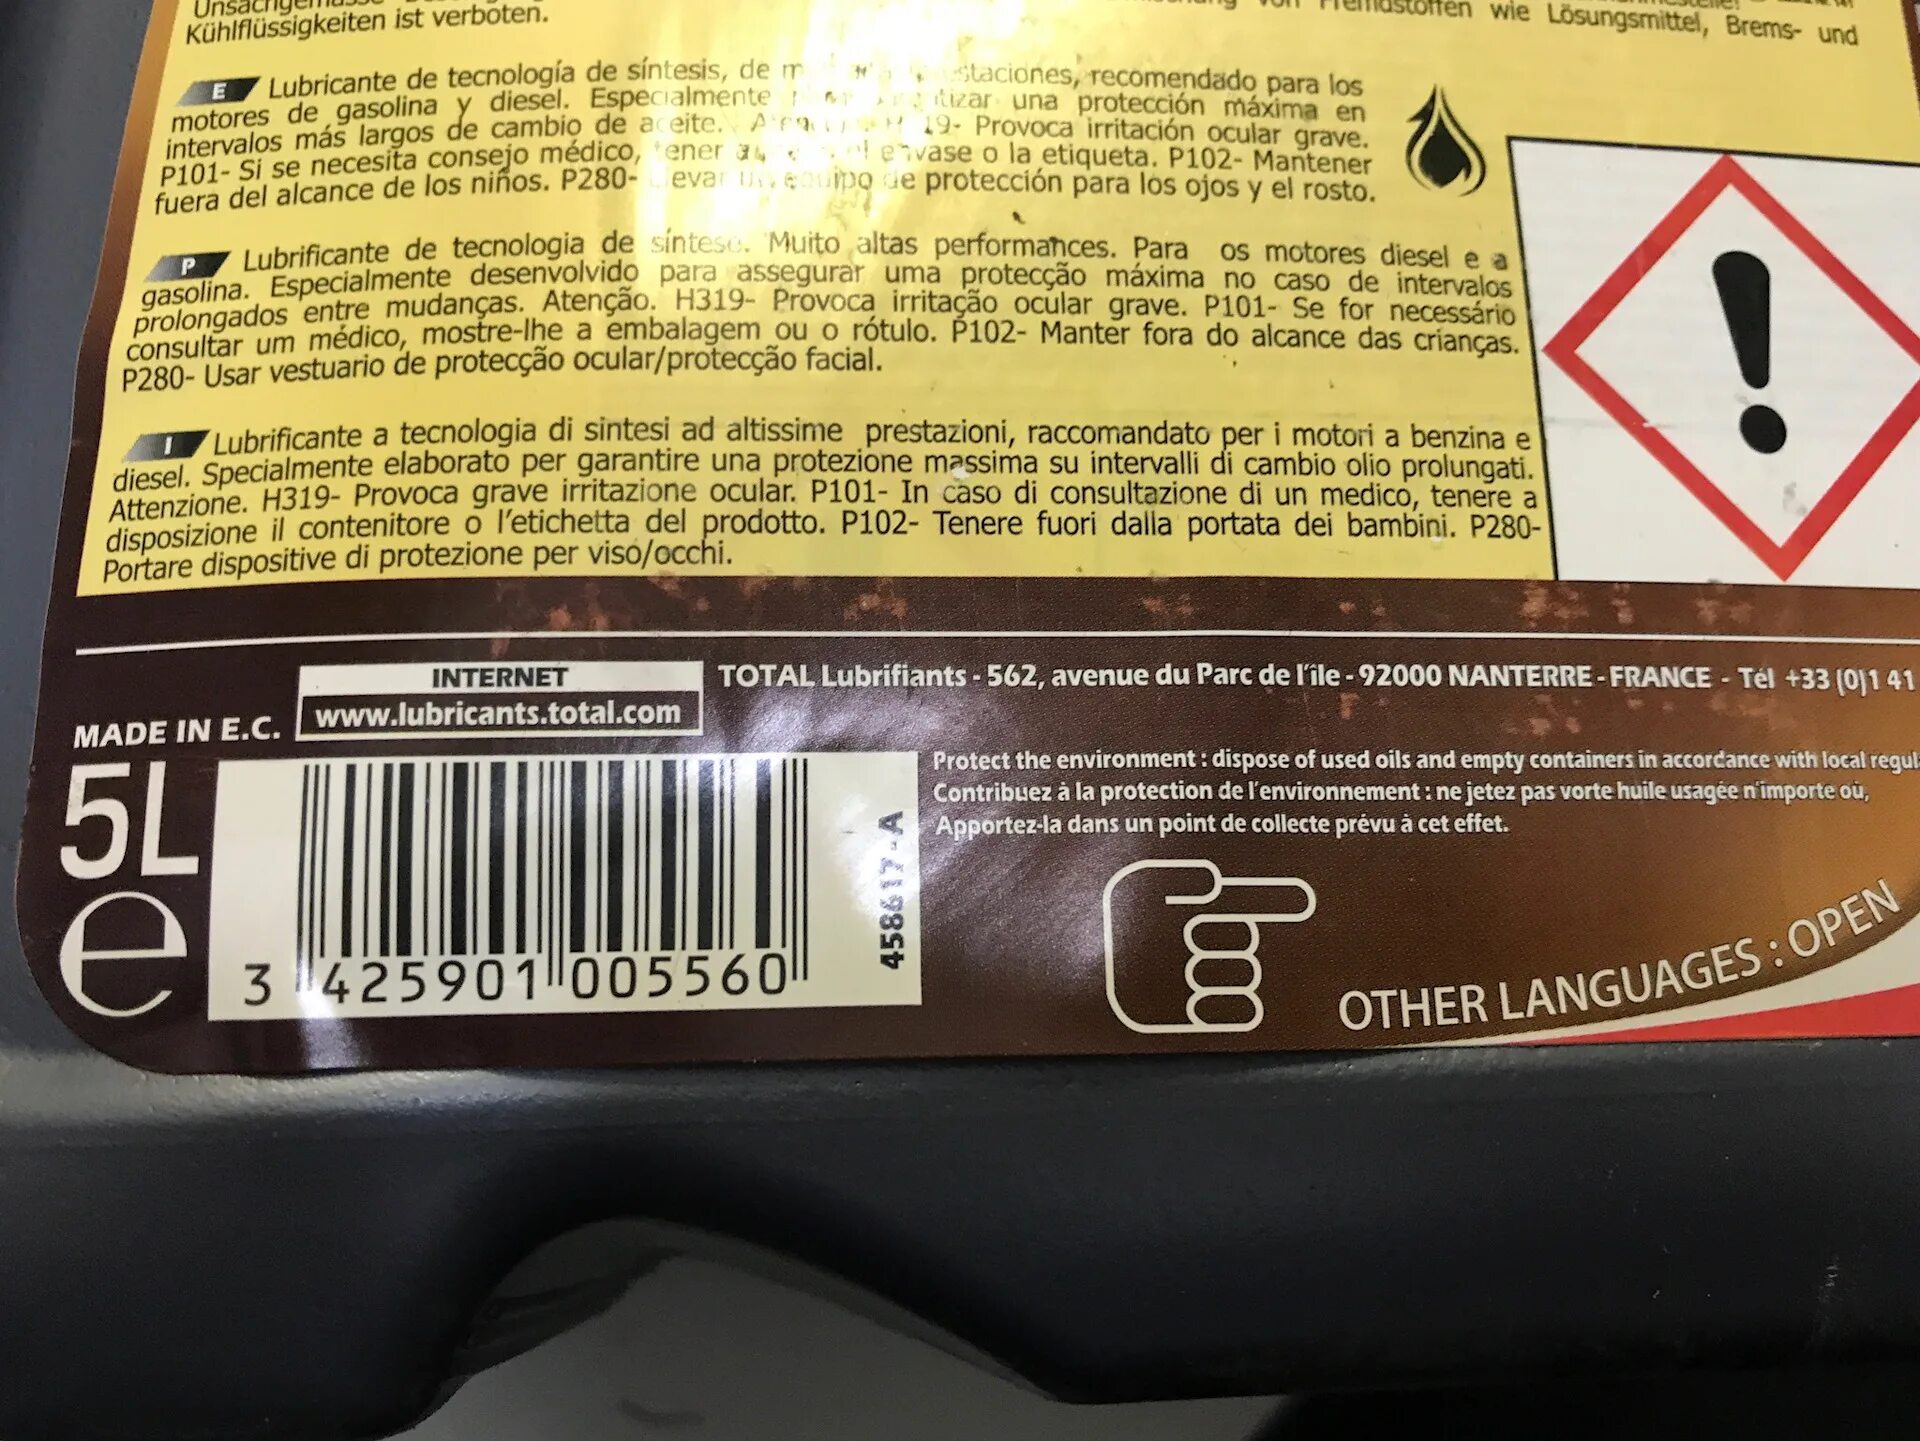 Kühlflüssigkeiten ist verboten. von Fremdstoffen wie Lösungsmittel, Brems- und
E Lubricante de tecnología de síntesis, de recomendado para los
motores de gasolina y diesel. Especialmente una protección máxima en
intervalos más largos de cambio de aceite. Provoca irritación ocular grave.
P101- Si se necesita consejo médico, tener envase o la etiqueta. P102- Mantener
fuera del alcance de los niños. P280- equipo de protección para los ojos y el rosto.
P Lubrificante de tecnologia de síntese. Muito altas performances. Para os motores diesel e a
gasolina. Especialmente desenvolvido para assegurar uma protecção máxima no caso de intervalos
prolongados entre mudanças. Atenção. H319- Provoca irritação ocular grave. P101- Se for necessário
consultar um médico, mostre-lhe a embalagem ou o rótulo. P102- Manter fora do alcance das crianças.
P280- Usar vestuario de protecção ocular/protecção facial.
I Lubrificante a tecnologia di sintesi ad altissime prestazioni, raccomandato per i motori a benzina e
diesel. Specialmente elaborato per garantire una protezione massima su intervalli di cambio olio prolungati.
Attenzione. H319- Provoca grave irritazione ocular. P101- In caso di consultazione di un medico, tenere a
disposizione il contenitore o l'etichetta del prodotto. P102- Tenere fuori dalla portata dei bambini. P280-
Portare dispositive di protezione per viso/occhi.
INTERNET
www.lubricants.total.com
MADE IN E.C.
TOTAL Lubrifiants - 562, avenue du Parc de l'île - 92000 NANTERRE - FRANCE - Tél +33 (0)1 41
5L
e
3 425901 005560
458617-A
Protect the environment : dispose of used oils and empty containers in accordance with local
Contribuez à la protection de l'environnement : ne jetez pas votre huile usagée n'importe où,
Apportez-la dans un point de collecte prévu à cet effet.
OTHER LANGUAGES : OPEN